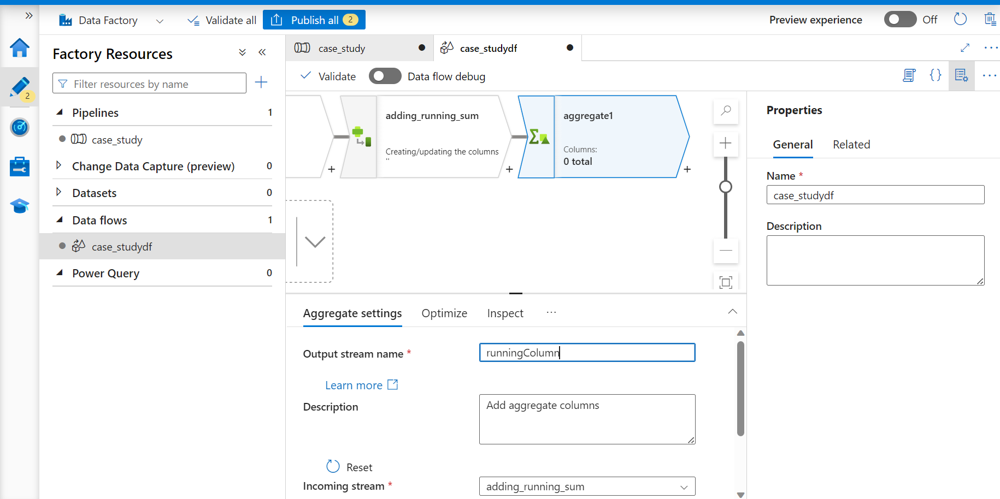 Data Factory
Validate all
Publish all 2
Preview experience
Off
Factory Resources
Filter resources by name
2
Pipelines 1
case_study
Change Data Capture (preview) 0
Datasets 0
Data flows 1
case_studydf
Power Query 0
case_study
case_studydf
Validate
Data flow debug
adding_running_sum
Creating/updating the columns
aggregate1
Columns:
0 total
Aggregate settings
Optimize
Inspect
Output stream name *
runningColumn
Learn more
Description
Add aggregate columns
Reset
Incoming stream *
adding_running_sum
Properties
General
Related
Name *
case_studydf
Description